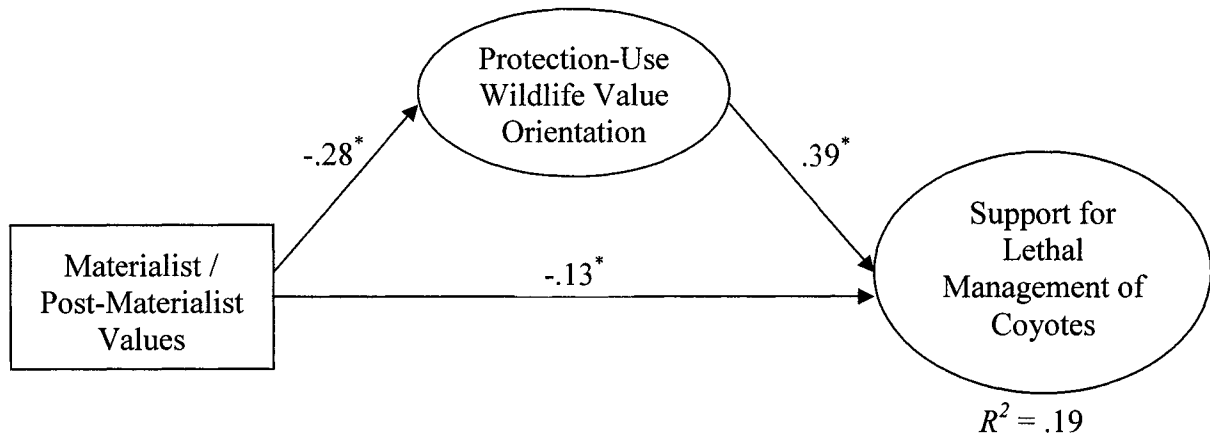 Protection-Use
Wildlife Value
Orientation
-.28*
.39*
Materialist /
Post-Materialist
Values
-.13*
Support for
Lethal
Management of
Coyotes
R² = .19